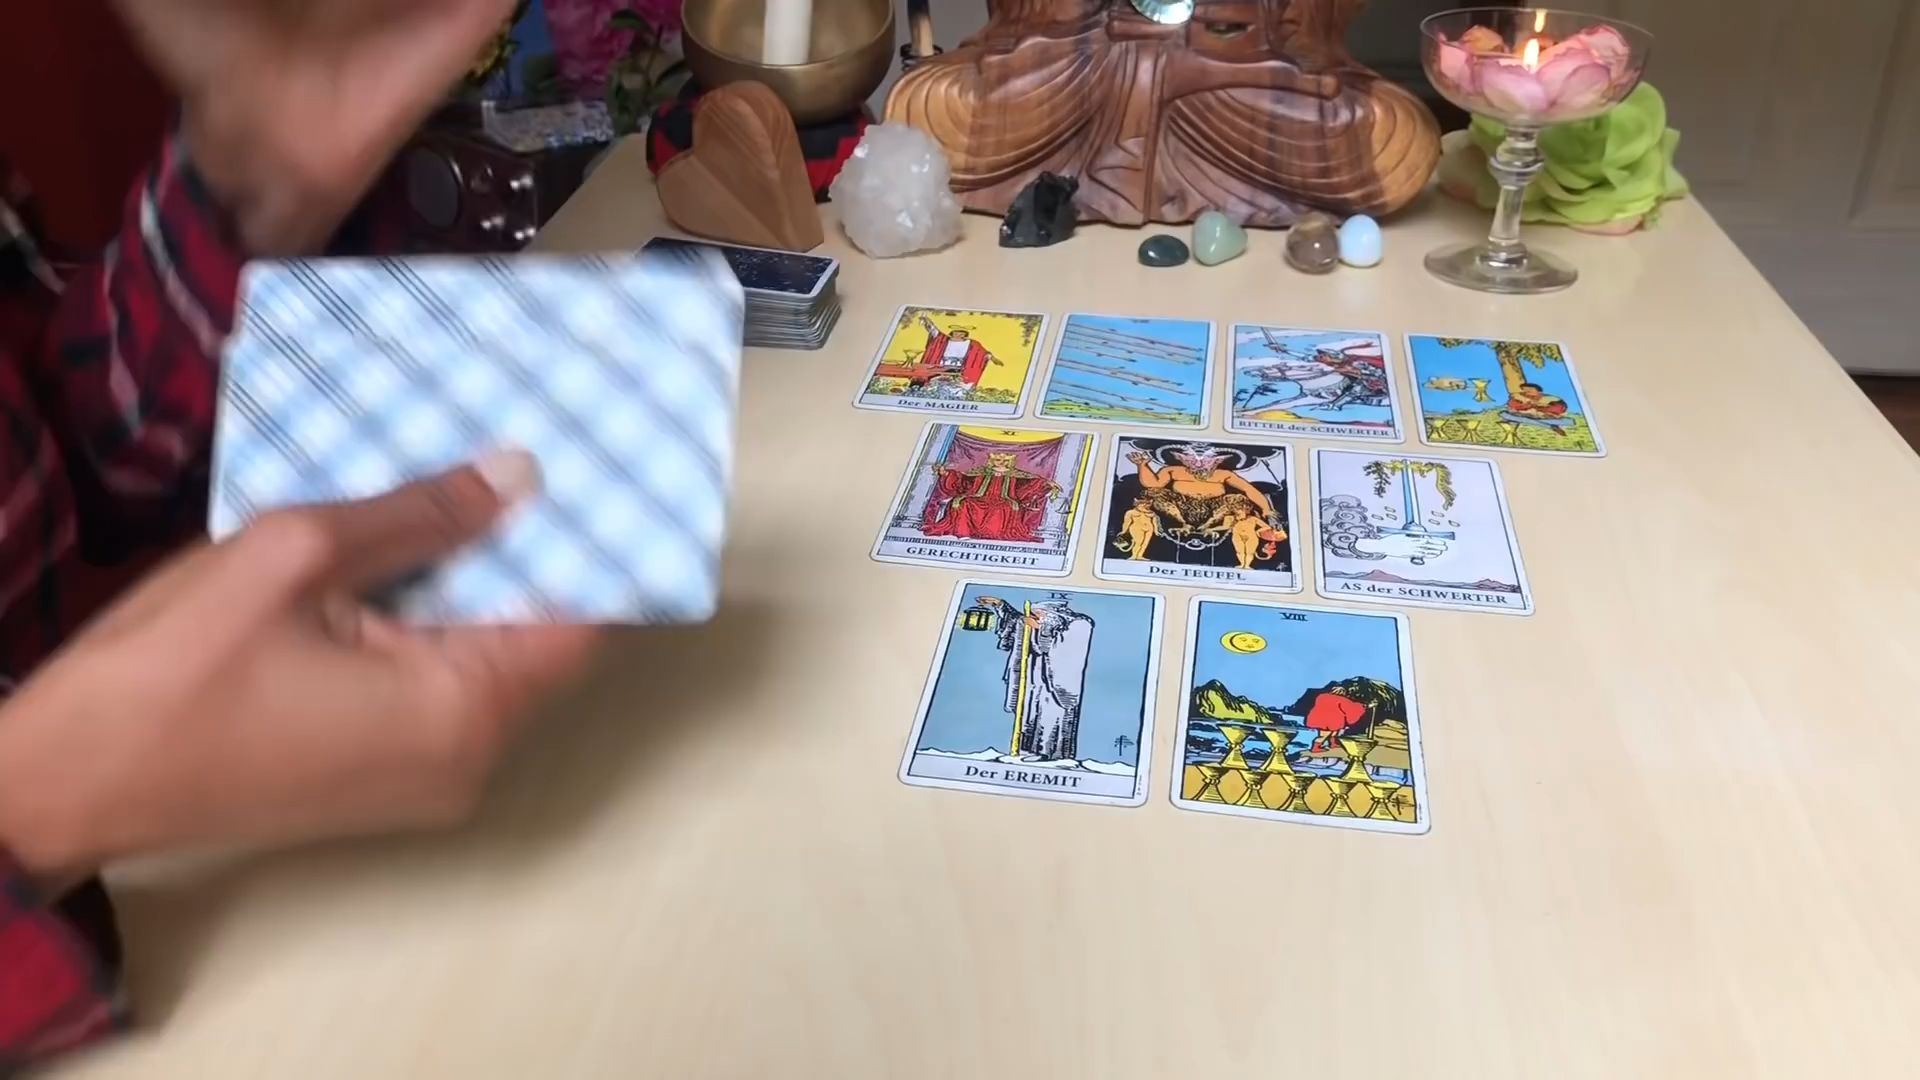 Der MAGIER
RITTER der SCHWERTER
XI
GERECHTIGKEIT
Der TEUFEL
AS der SCHWERTER
IX
Der EREMIT
VIII